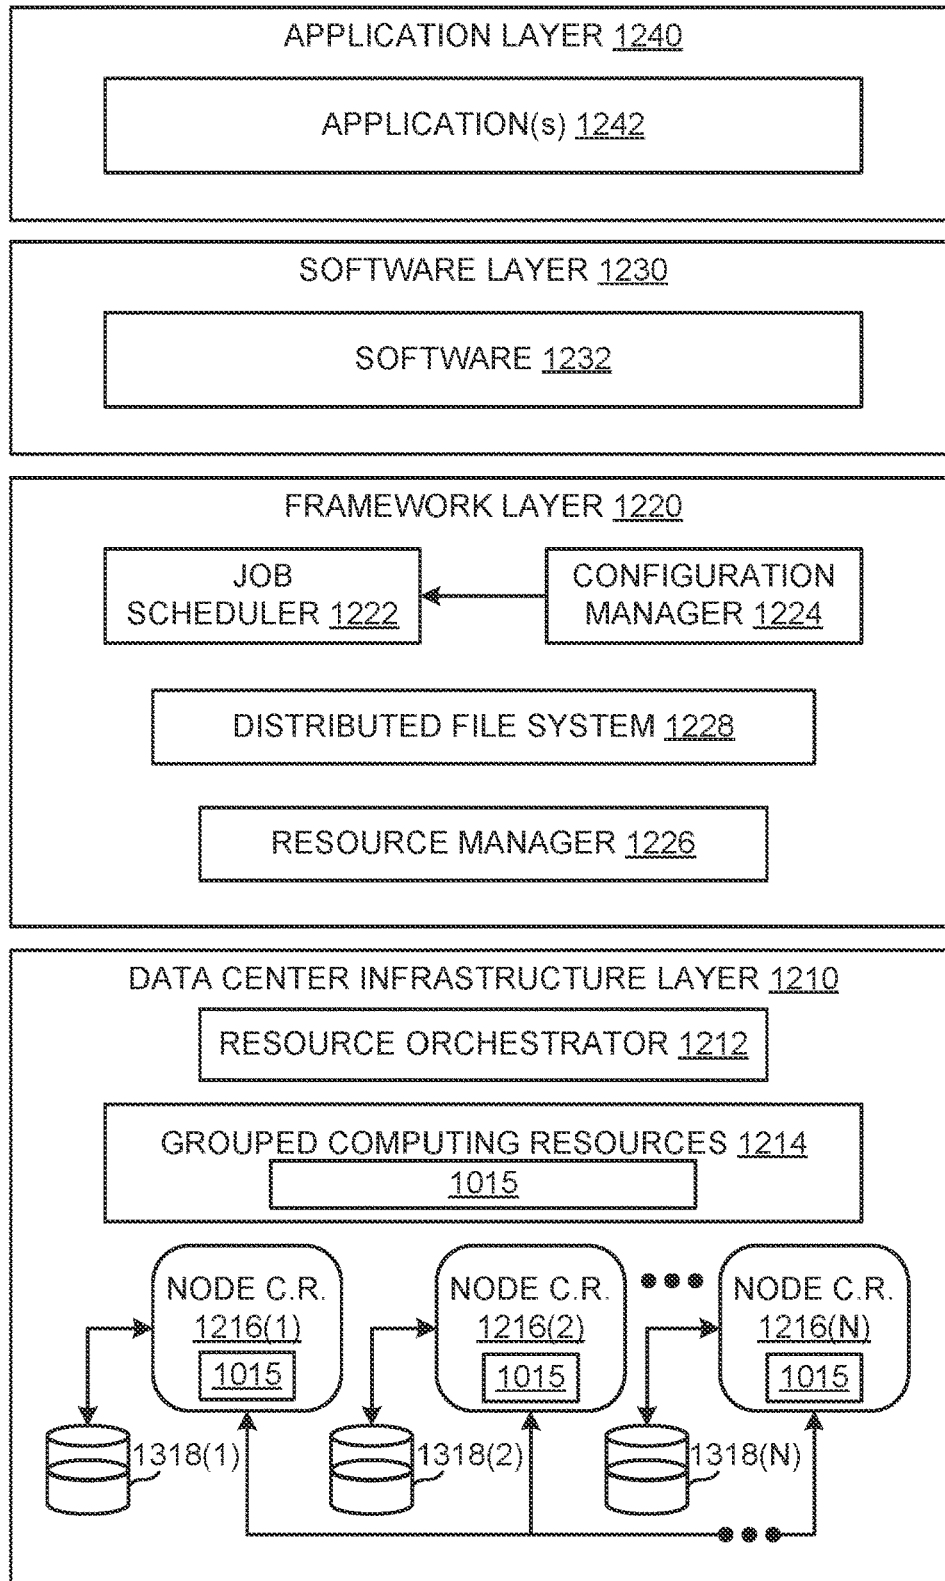 APPLICATION LAYER 1240
APPLICATION(s) 1242
SOFTWARE LAYER 1230
SOFTWARE 1232
FRAMEWORK LAYER 1220
JOB
SCHEDULER 1222
CONFIGURATION
MANAGER 1224
DISTRIBUTED FILE SYSTEM 1228
RESOURCE MANAGER 1226
DATA CENTER INFRASTRUCTURE LAYER 1210
RESOURCE ORCHESTRATOR 1212
GROUPED COMPUTING RESOURCES 1214
1015
NODE C.R.
1216(1)
1015
NODE C.R.
1216(2)
1015
NODE C.R.
1216(N)
1015
1318(1)
1318(2)
1318(N)